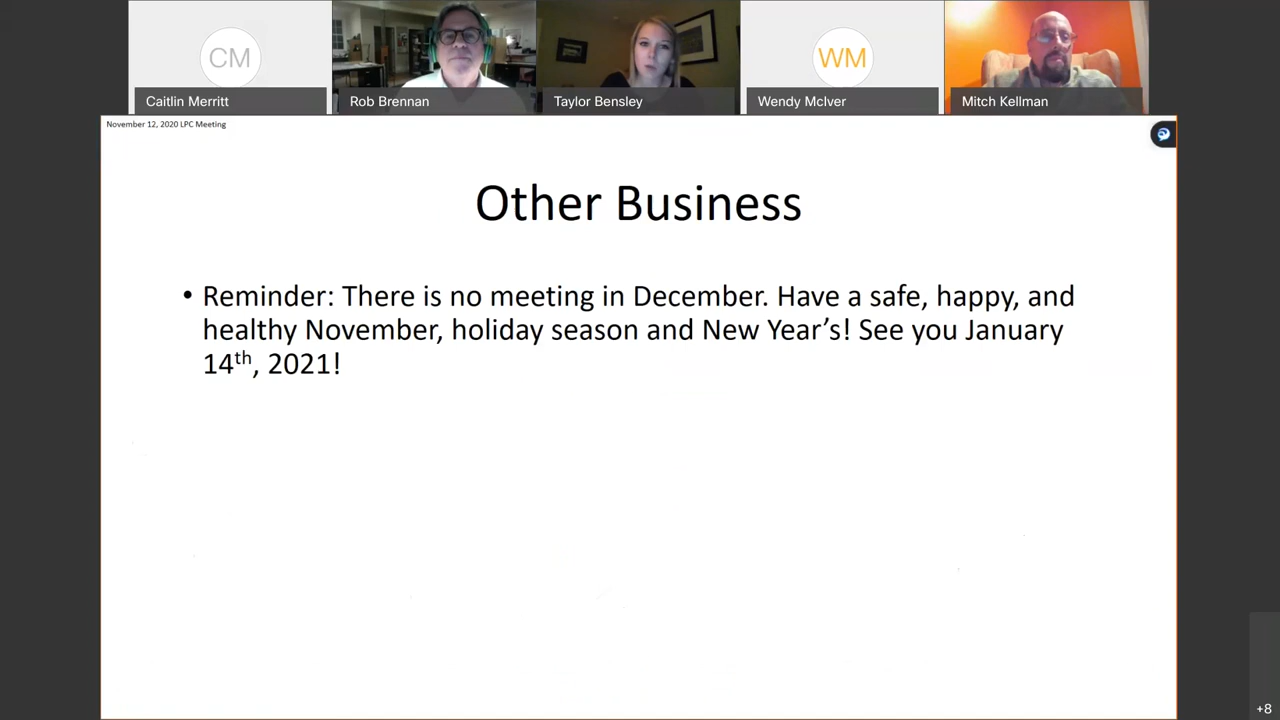 CM
WM
Caitlin Merritt
Rob Brennan
Taylor Bensley
Wendy McIver
Mitch Kellman
November 12, 2020 LPC Meeting
Other Business
• Reminder: There is no meeting in December. Have a safe, happy, and
healthy November, holiday season and New Year’s! See you January
14th, 2021!
+8